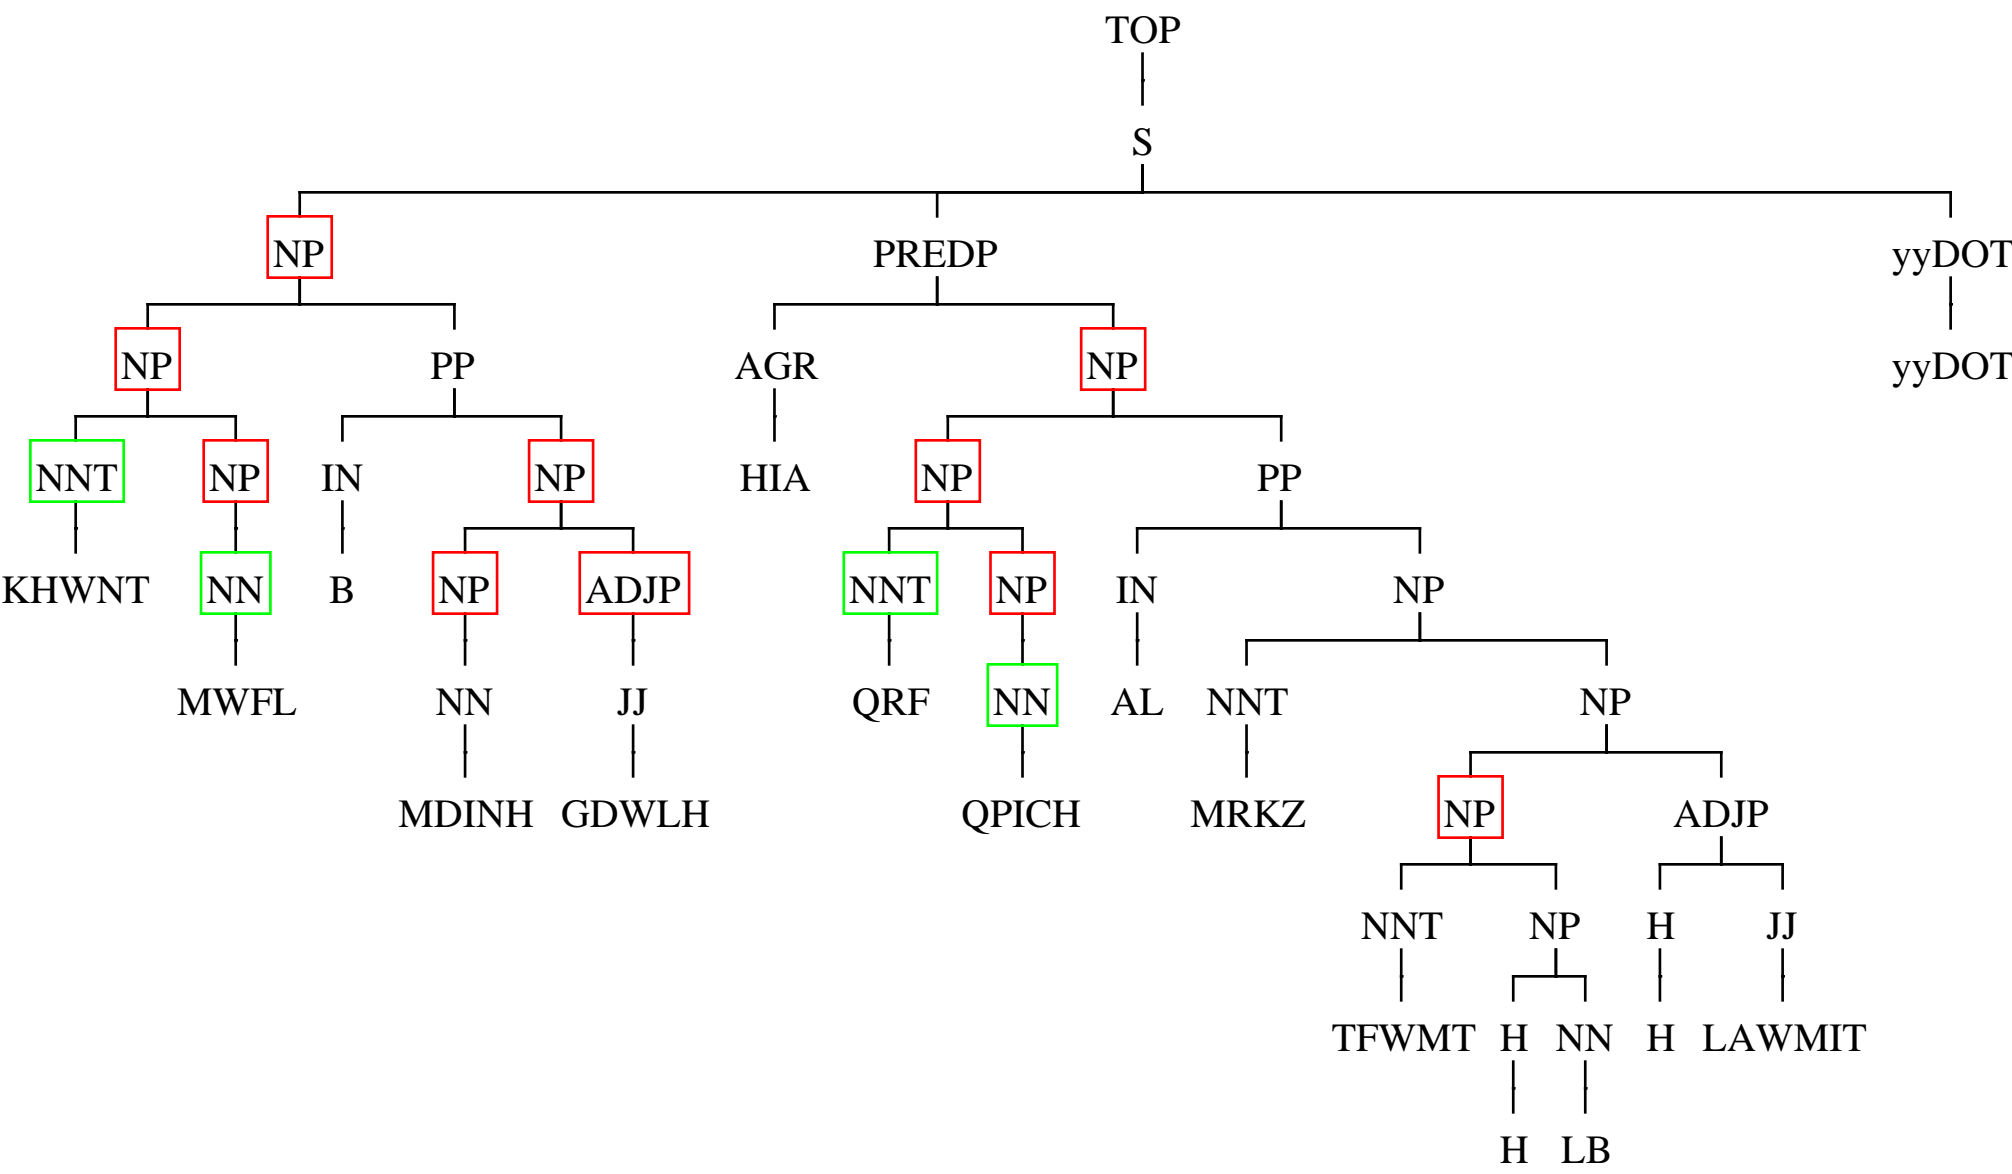 TOP
S
NP PREDP yyDOT
NP PP AGR NP yyDOT
NNT NP IN NP HIA NP PP
KHWNT NN B NP ADJP NNT NP IN NP
MWFL NN JJ QRF NN AL NNT NP
MDINH GDWLH QPICH MRKZ NP ADJP
NNT NP H JJ
TFWMT H NN H LAWMIT
H LB